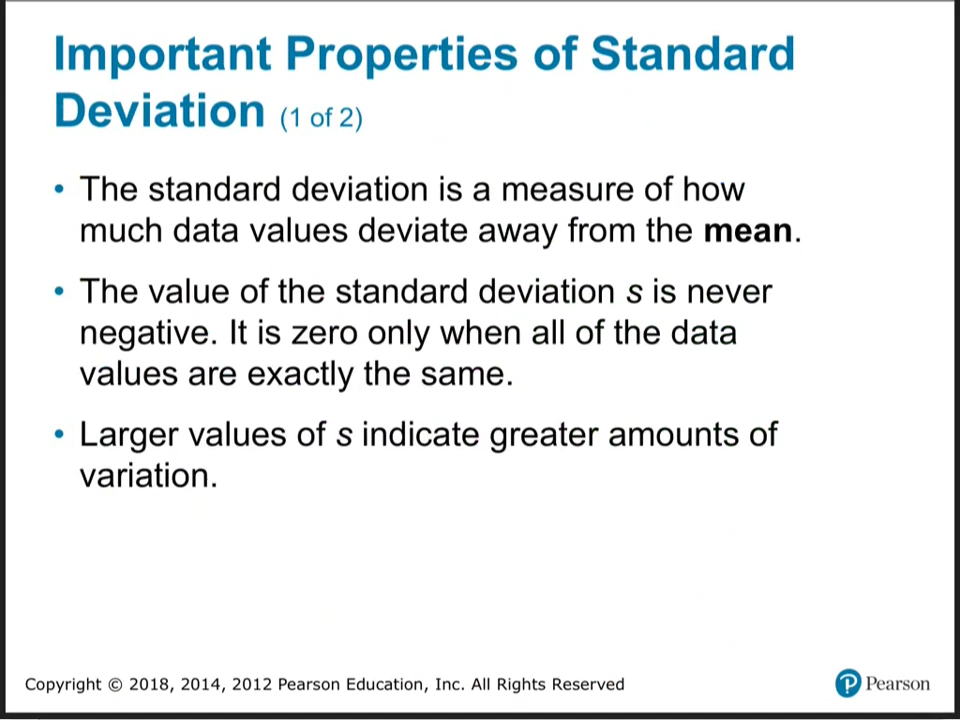 Important Properties of Standard
Deviation (1 of 2)
• The standard deviation is a measure of how
much data values deviate away from the mean.
• The value of the standard deviation s is never
negative. It is zero only when all of the data
values are exactly the same.
• Larger values of s indicate greater amounts of
variation.
Copyright © 2018, 2014, 2012 Pearson Education, Inc. All Rights Reserved
P Pearson